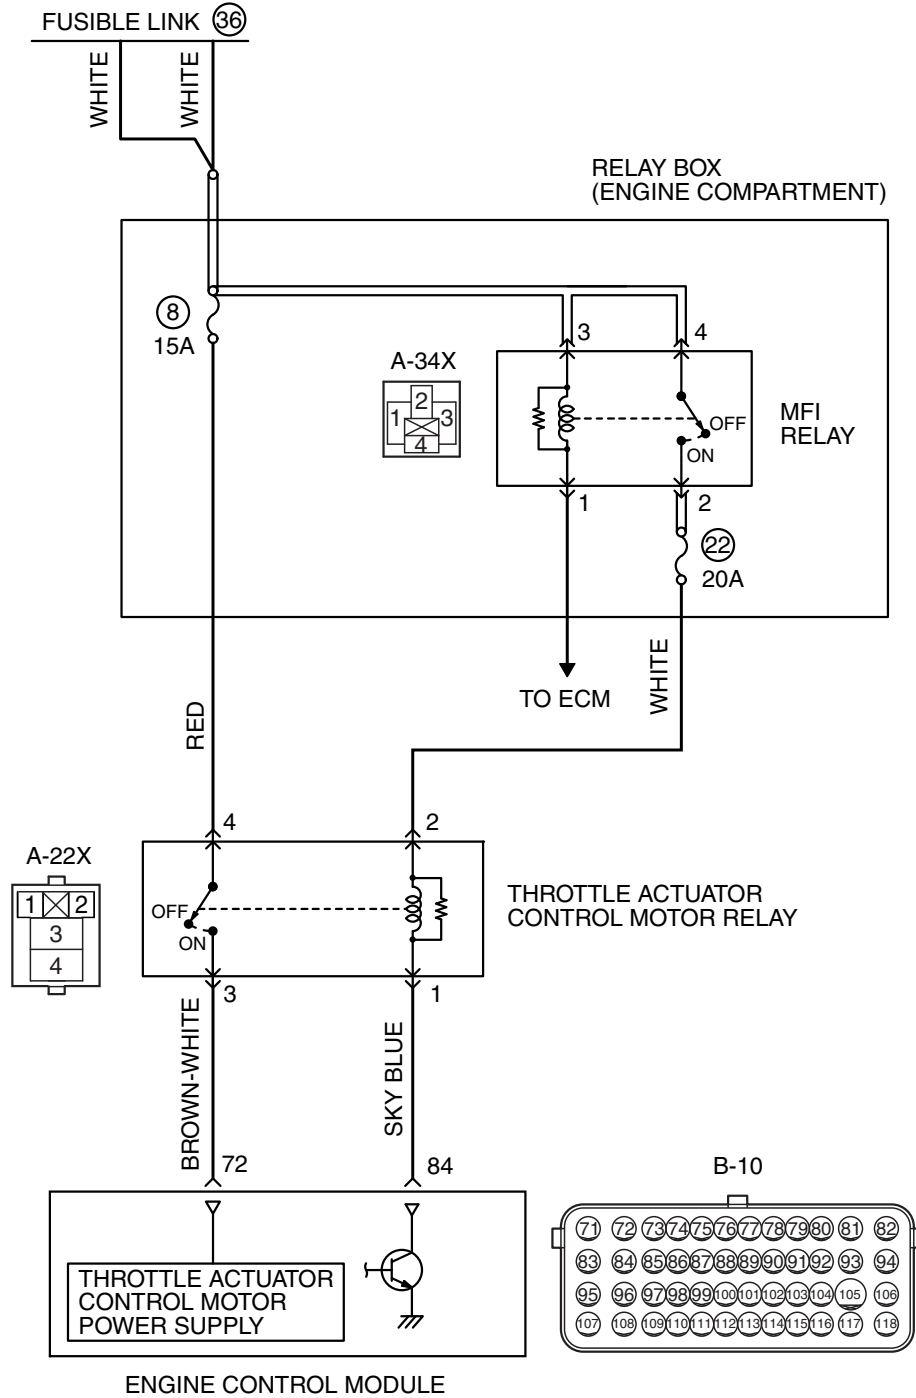 FUSIBLE LINK 36
WHITE
WHITE
RELAY BOX
(ENGINE COMPARTMENT)
8
15A
3
4
A-34X
2
1
3
4
OFF
ON
MFI
RELAY
1
2
22
20A
TO ECM
WHITE
RED
4
2
A-22X
1
2
3
4
OFF
ON
THROTTLE ACTUATOR
CONTROL MOTOR RELAY
3
1
BROWN-WHITE
SKY BLUE
72
84
B-10
71 72 73 74 75 76 77 78 79 80 81 82
83 84 85 86 87 88 89 90 91 92 93 94
95 96 97 98 99 100 101 102 103 104 105 106
107 108 109 110 111 112 113 114 115 116 117 118
THROTTLE ACTUATOR
CONTROL MOTOR
POWER SUPPLY
ENGINE CONTROL MODULE